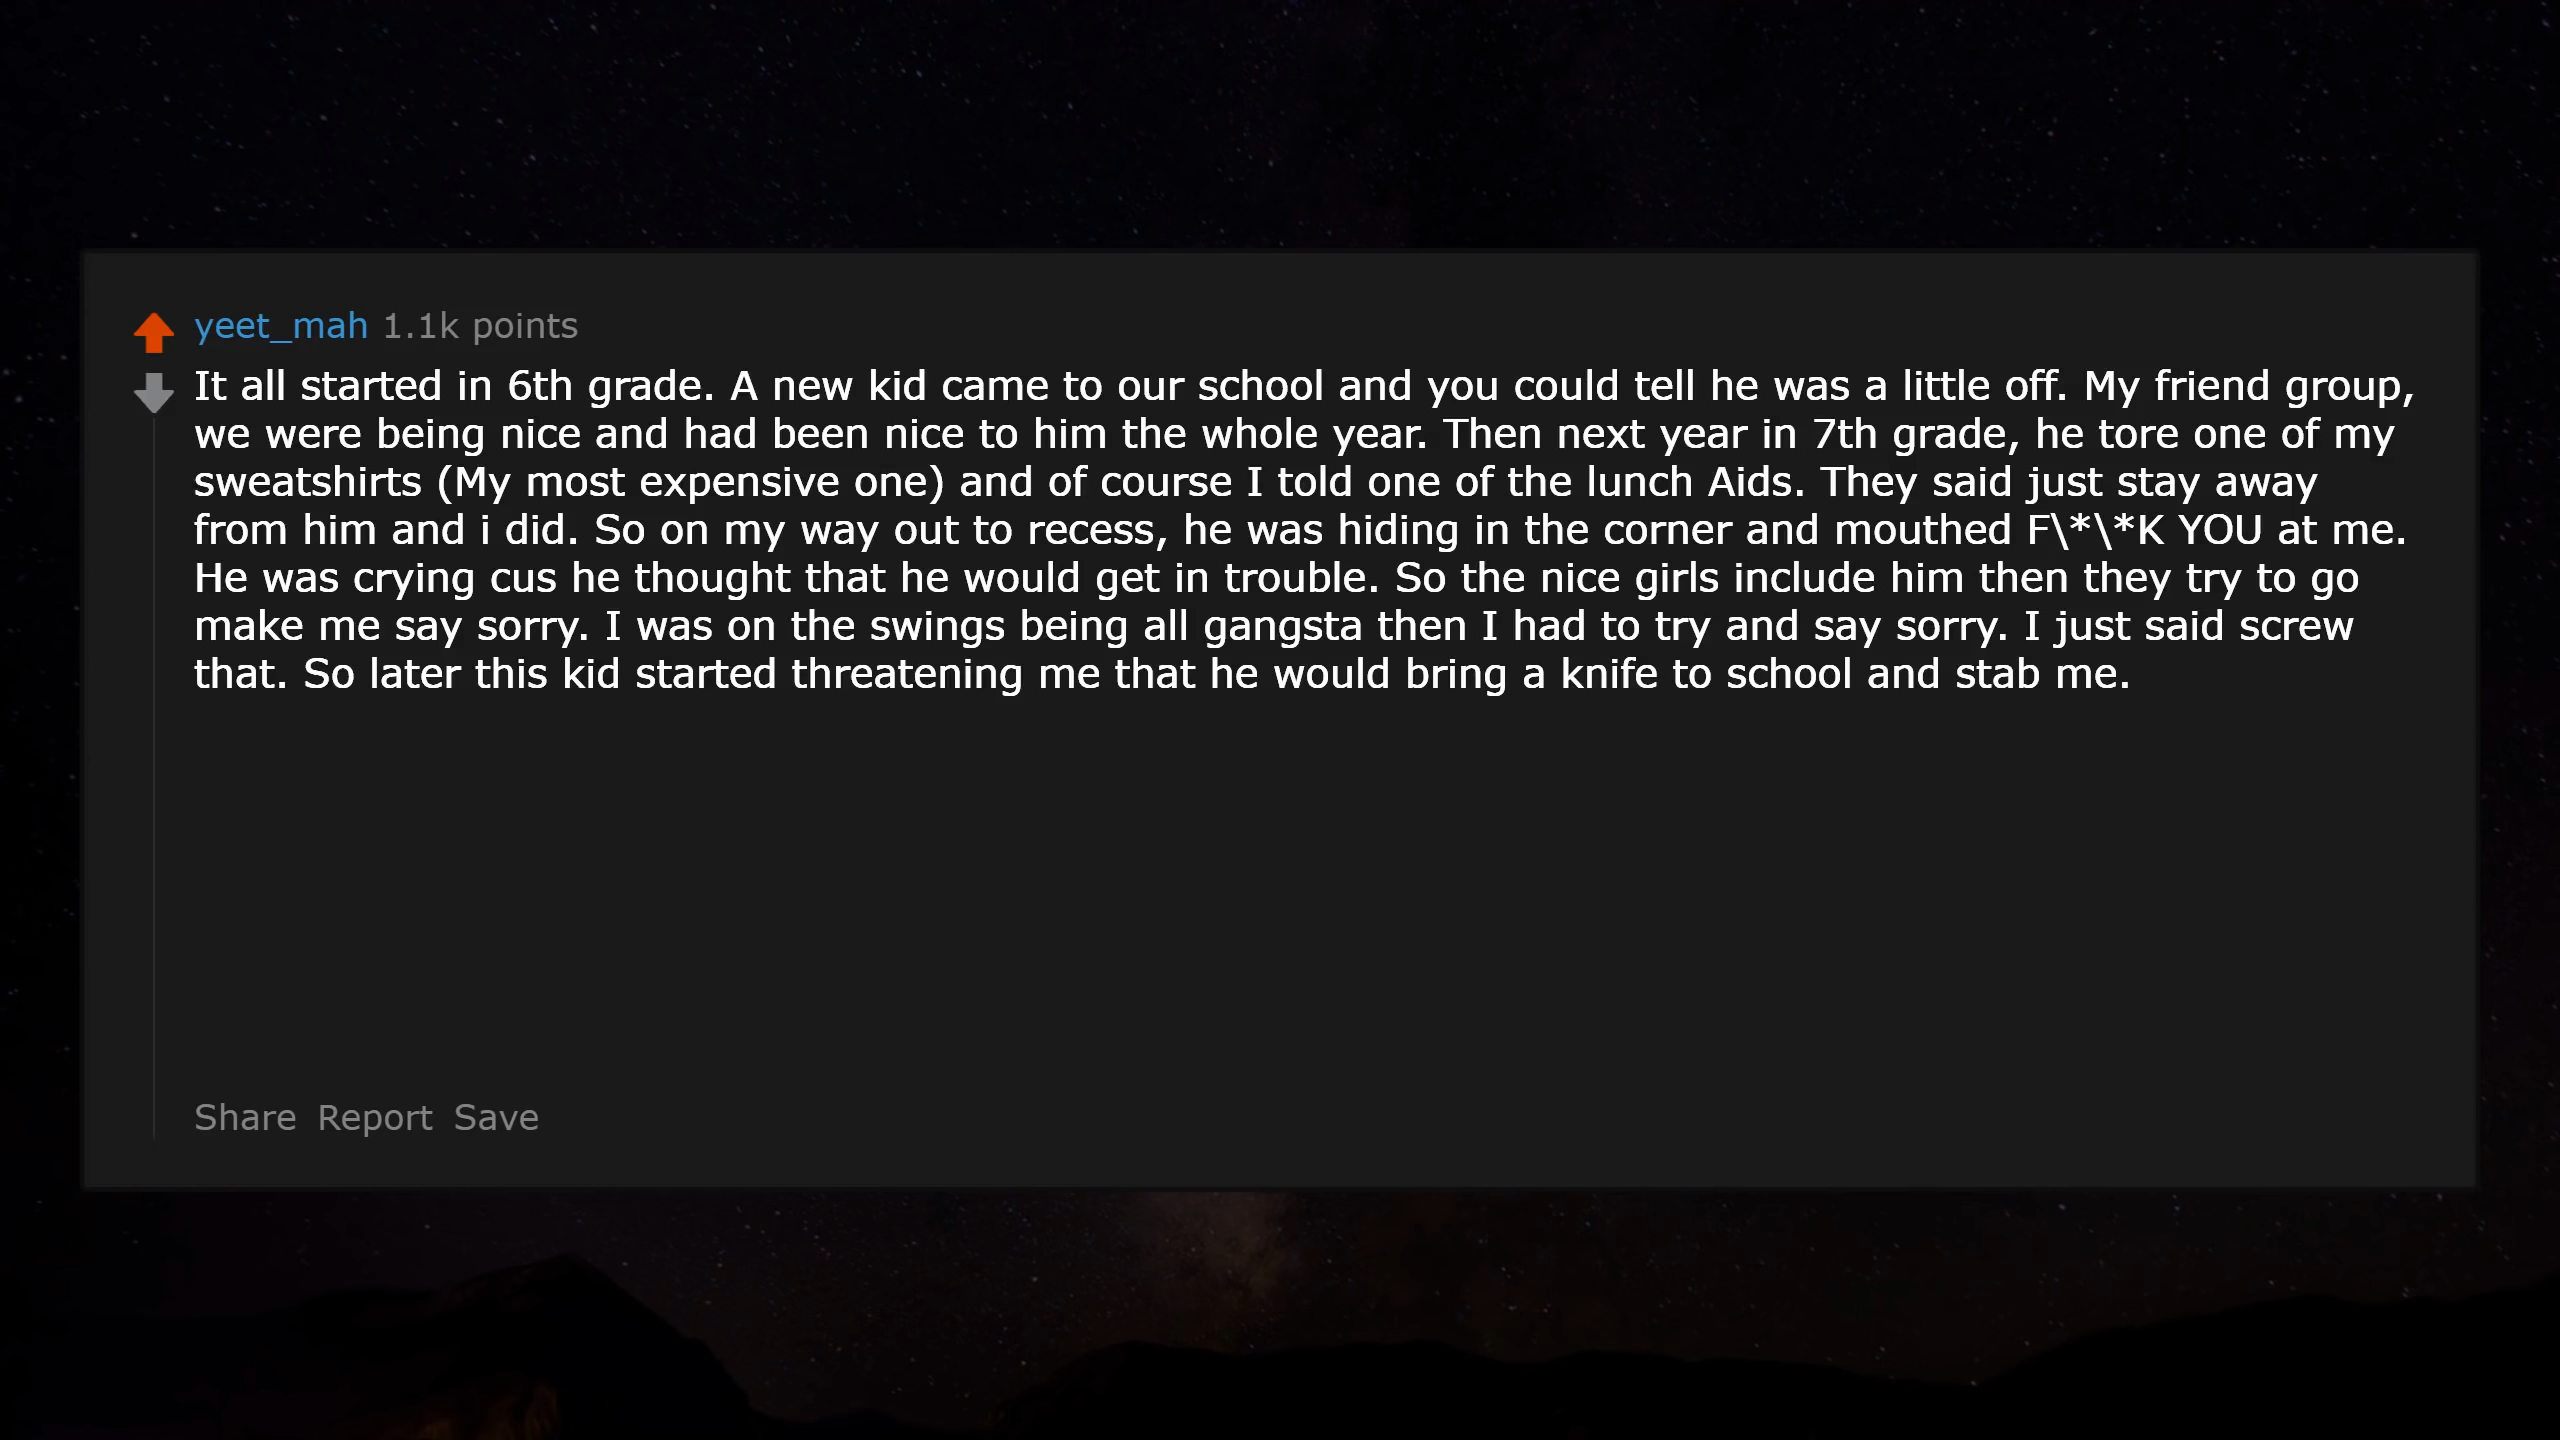 yeet_mah 1.1k points
It all started in 6th grade. A new kid came to our school and you could tell he was a little off. My friend group,
we were being nice and had been nice to him the whole year. Then next year in 7th grade, he tore one of my
sweatshirts (My most expensive one) and of course I told one of the lunch Aids. They said just stay away
from him and i did. So on my way out to recess, he was hiding in the corner and mouthed F\*\*K YOU at me.
He was crying cus he thought that he would get in trouble. So the nice girls include him then they try to go
make me say sorry. I was on the swings being all gangsta then I had to try and say sorry. I just said screw
that. So later this kid started threatening me that he would bring a knife to school and stab me.
Share Report Save